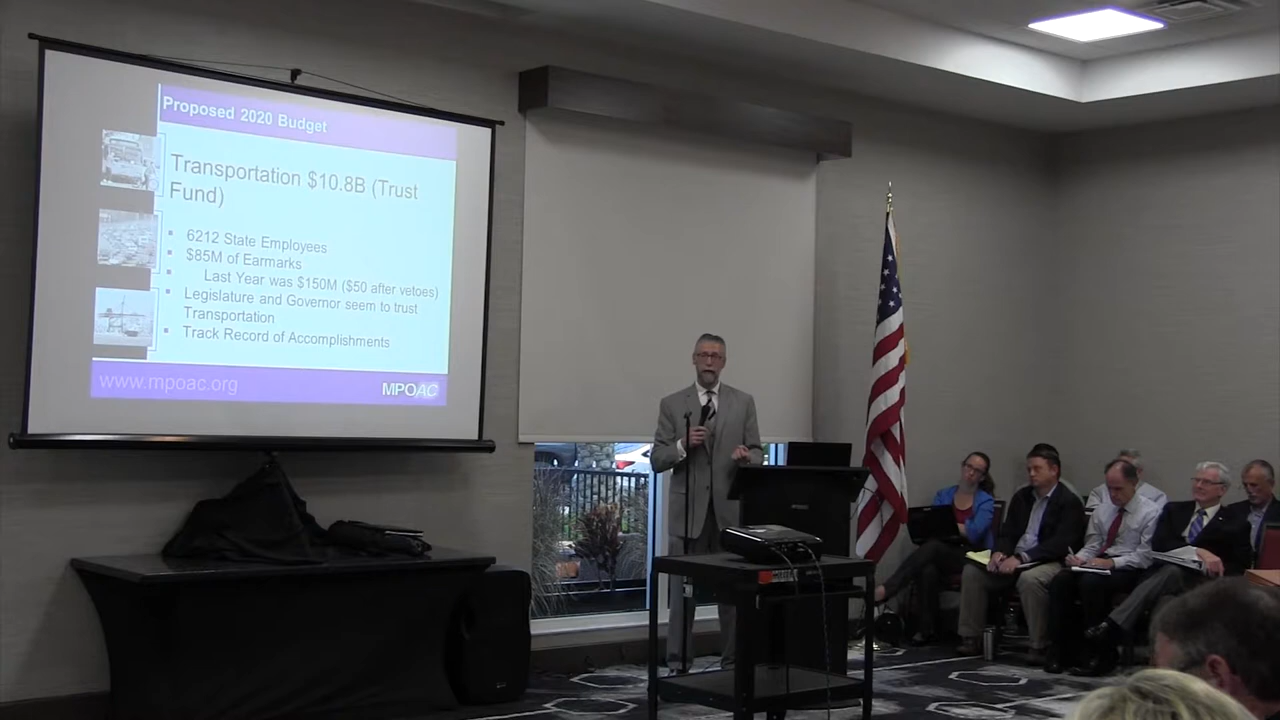 Proposed 2020 Budget
Transportation $10.8B (Trust
Fund)
6212 State Employees
$85M of Earmarks
Last Year was $150M ($50 after vetoes)
Legislature and Governor seem to trust
Transportation
Track Record of Accomplishments
www.mpoac.org
MPOAC